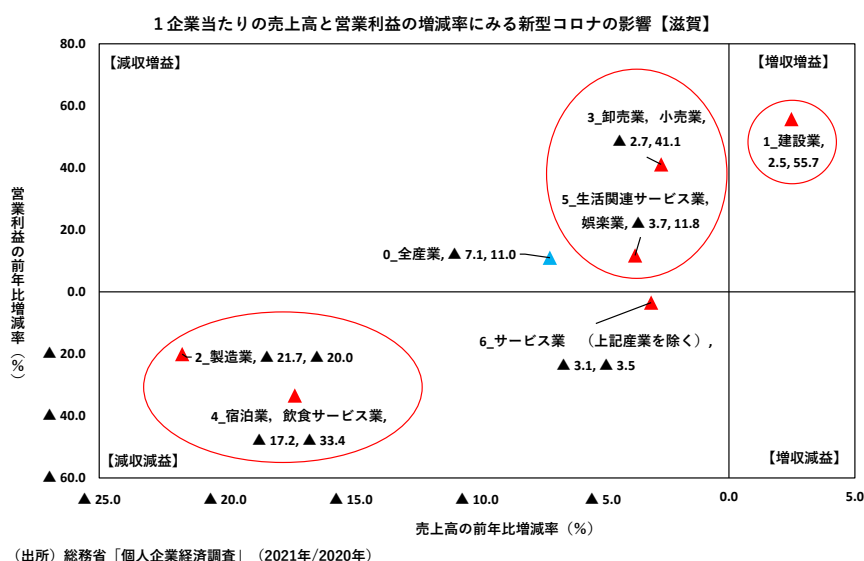 1企業当たりの売上高と営業利益の増減率にみる新型コロナの影響【滋賀】
80.0
60.0
40.0
20.0
0.0
▲ 20.0
▲ 40.0
▲ 60.0
営業利益の前年比増減率（%）
【減収増益】
【増収増益】
3_卸売業，小売業,
▲ 2.7, 41.1
1_建設業,
2.5, 55.7
5_生活関連サービス業，
娯楽業, ▲ 3.7, 11.8
0_全産業, ▲ 7.1, 11.0
6_サービス業　（上記産業を除く）,
▲ 3.1, ▲ 3.5
2_製造業, ▲ 21.7, ▲ 20.0
4_宿泊業，飲食サービス業,
▲ 17.2, ▲ 33.4
【減収減益】
【増収減益】
▲ 25.0 ▲ 20.0 ▲ 15.0 ▲ 10.0 ▲ 5.0 0.0 5.0
売上高の前年比増減率（%）
（出所）総務省「個人企業経済調査」（2021年/2020年）